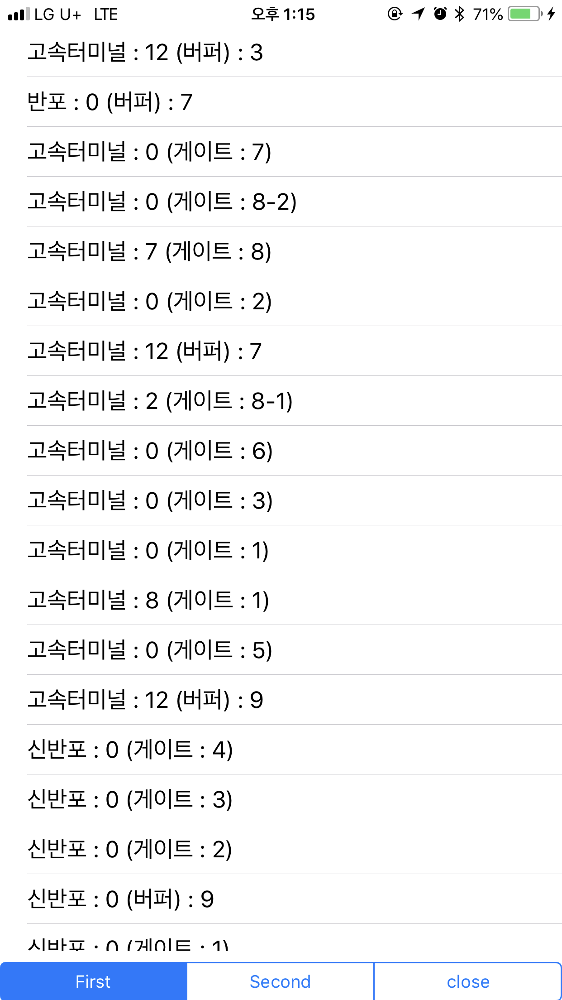 LG U+ LTE 오후 1:15 71%
고속터미널 : 12 (버퍼) : 3
반포 : 0 (버퍼) : 7
고속터미널 : 0 (게이트 : 7)
고속터미널 : 0 (게이트 : 8-2)
고속터미널 : 7 (게이트 : 8)
고속터미널 : 0 (게이트 : 2)
고속터미널 : 12 (버퍼) : 7
고속터미널 : 2 (게이트 : 8-1)
고속터미널 : 0 (게이트 : 6)
고속터미널 : 0 (게이트 : 3)
고속터미널 : 0 (게이트 : 1)
고속터미널 : 8 (게이트 : 1)
고속터미널 : 0 (게이트 : 5)
고속터미널 : 12 (버퍼) : 9
신반포 : 0 (게이트 : 4)
신반포 : 0 (게이트 : 3)
신반포 : 0 (게이트 : 2)
신반포 : 0 (버퍼) : 9
신반포 : 0 (게이트 : 1)
First Second close